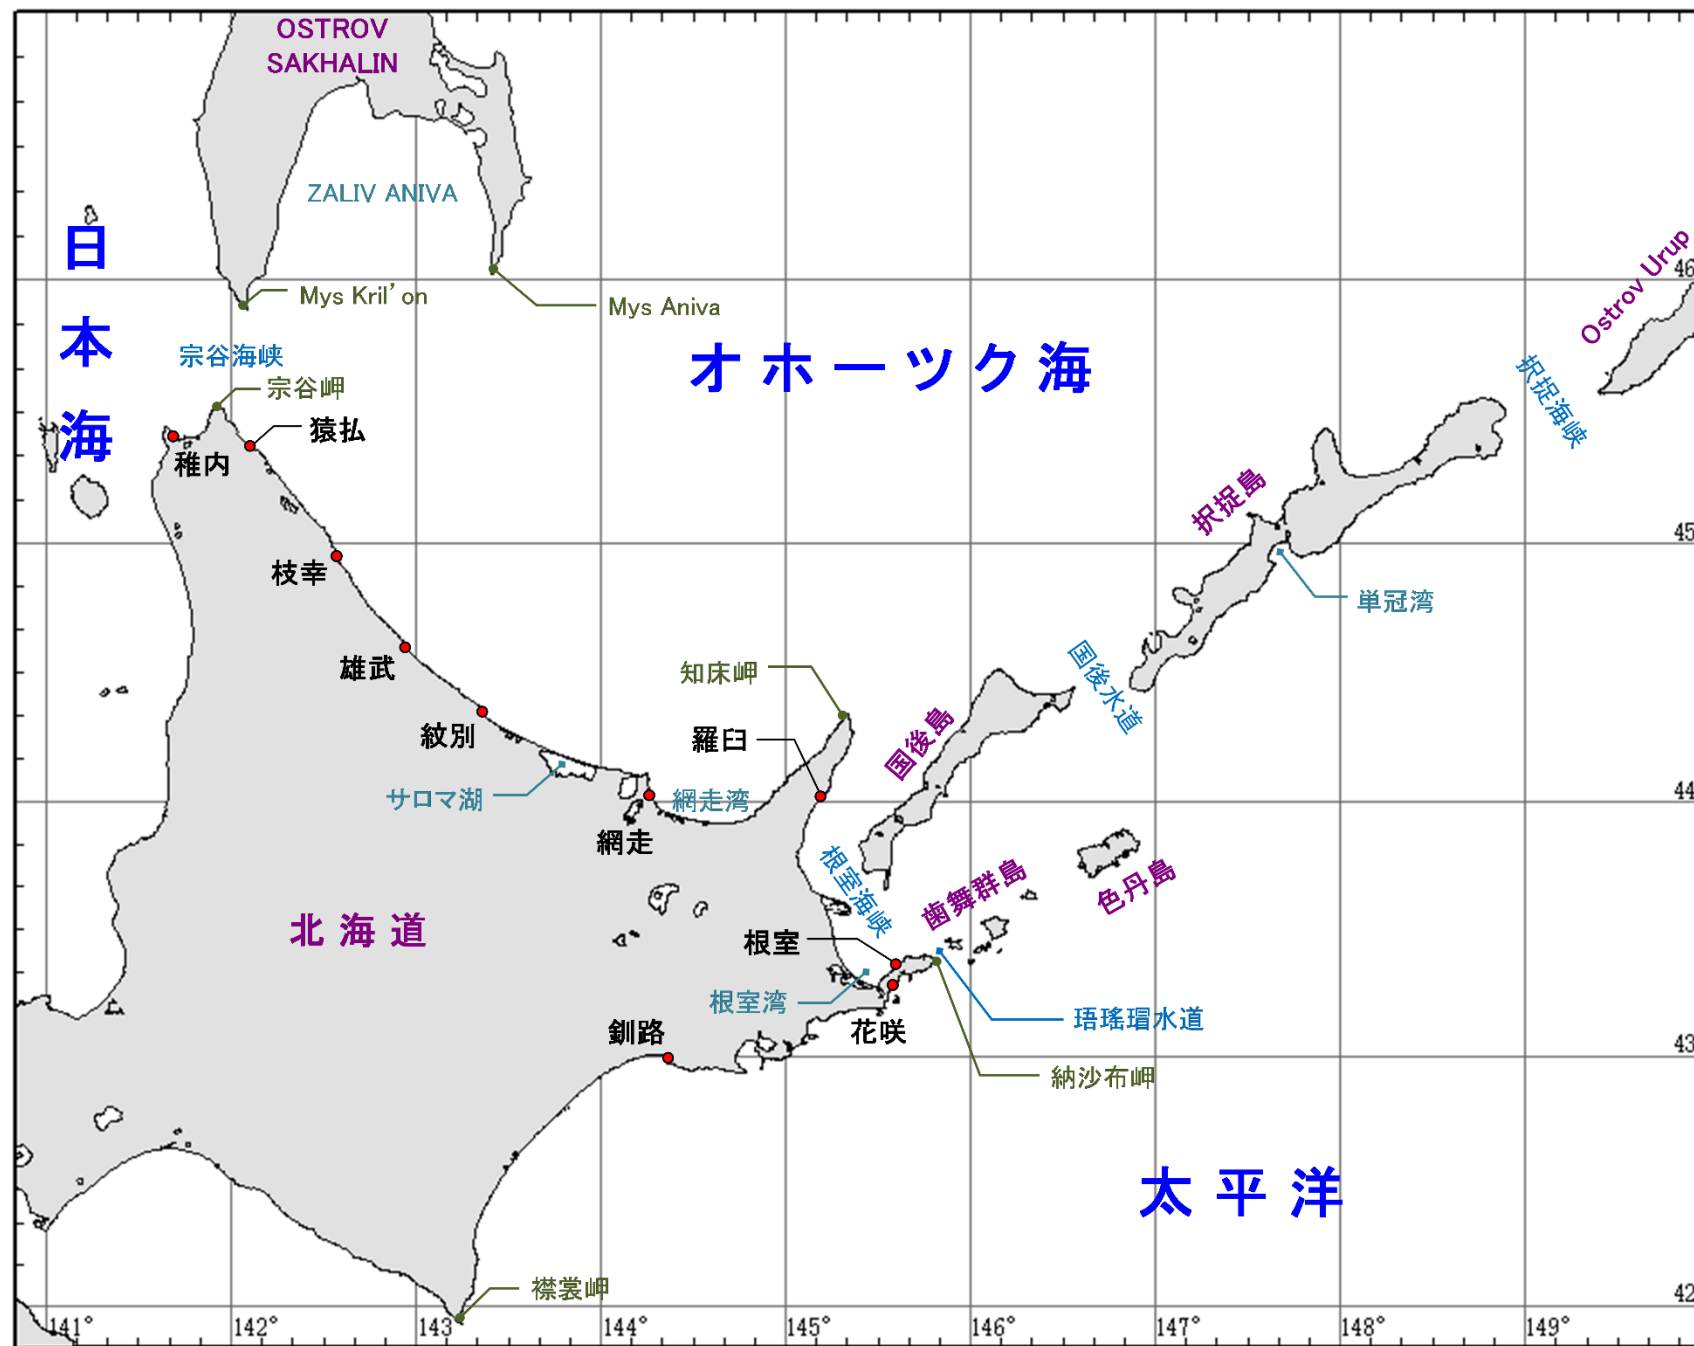 OSTROV
SAKHALIN
ZALIV ANIVA
日本海
Mys Kril'on
Mys Aniva
宗谷海峡
宗谷岬
オホーツク海
Ostrov Urup
択捉海峡
猿払
稚内
択捉島
枝幸
単冠湾
雄武
知床岬
国後水道
紋別
羅臼
国後島
サロマ湖
網走湾
網走
根室海峡
歯舞群島
色丹島
北海道
根室
根室湾
珸瑤瑁水道
釧路
花咲
納沙布岬
太平洋
襟裳岬
46
45
44
43
42
141°
142°
143°
144°
145°
146°
147°
148°
149°